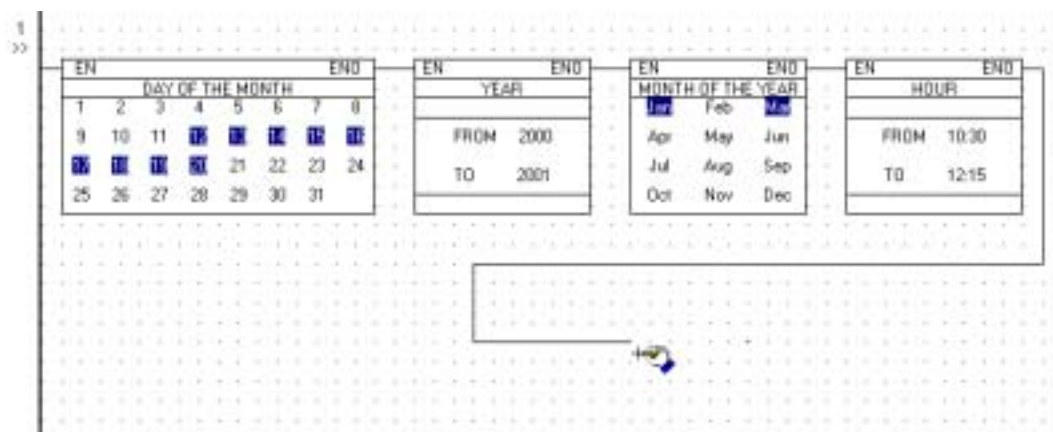 1
>>
EN ENO
DAY OF THE MONTH
1 2 3 4 5 6 7 8
9 10 11 12 13 14 15 16
17 18 19 20 21 22 23 24
25 26 27 28 29 30 31
EN ENO
YEAR
FROM 2000
TO 2001
EN ENO
MONTH OF THE YEAR
Jan Feb Mar
Apr May Jun
Jul Aug Sep
Oct Nov Dec
EN ENO
HOUR
FROM 10:30
TO 12:15